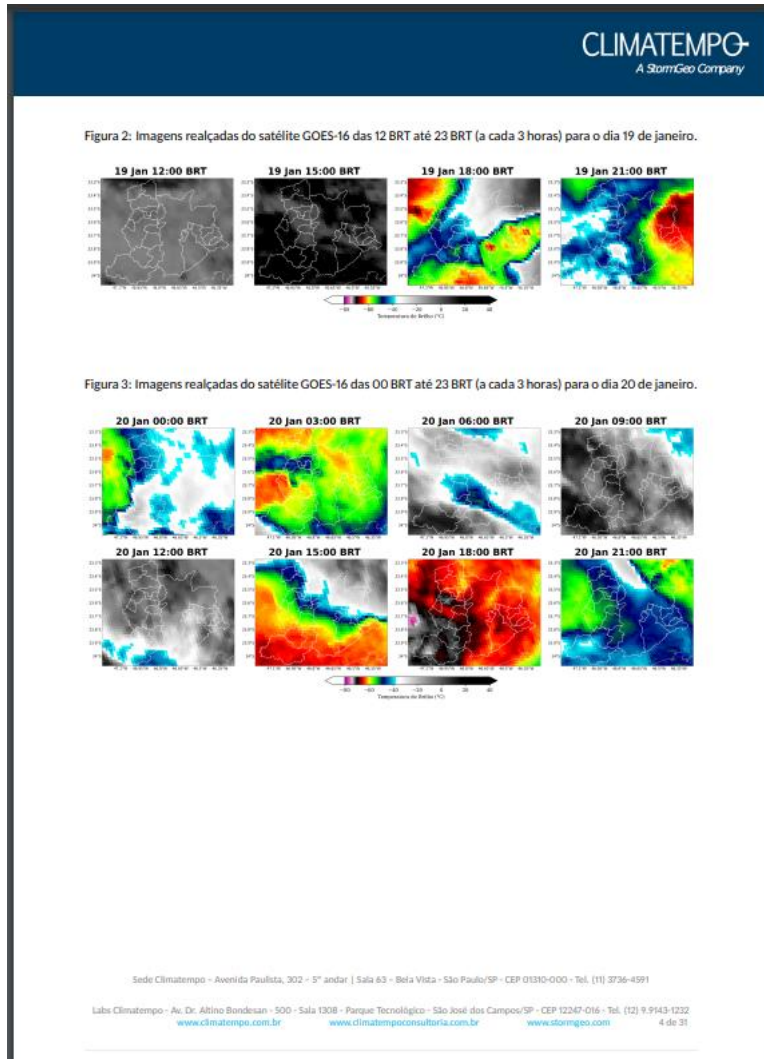 CLIMATEMPO
A StormGeo Company
Figura 2: Imagens realçadas do satélite GOES-16 das 12 BRT até 23 BRT (a cada 3 horas) para o dia 19 de janeiro.
19 Jan 12:00 BRT 19 Jan 15:00 BRT 19 Jan 18:00 BRT 19 Jan 21:00 BRT
Temperatura de Brilho (°C)
Figura 3: Imagens realçadas do satélite GOES-16 das 00 BRT até 23 BRT (a cada 3 horas) para o dia 20 de janeiro.
20 Jan 00:00 BRT 20 Jan 03:00 BRT 20 Jan 06:00 BRT 20 Jan 09:00 BRT
20 Jan 12:00 BRT 20 Jan 15:00 BRT 20 Jan 18:00 BRT 20 Jan 21:00 BRT
Temperatura de Brilho (°C)
Sede Climatempo - Avenida Paulista, 302 - 5° andar | Sala 63 - Bela Vista - São Paulo/SP - CEP 01310-000 - Tel. (11) 3736-4591
Labs Climatempo - Av. Dr. Altino Bondesan - 500 - Sala 1308 - Parque Tecnológico - São José dos Campos/SP - CEP 12247-016 - Tel. (12) 9.9143-1232
www.climatempo.com.br www.climatempoconsultoria.com.br www.stormgeo.com 4 de 31